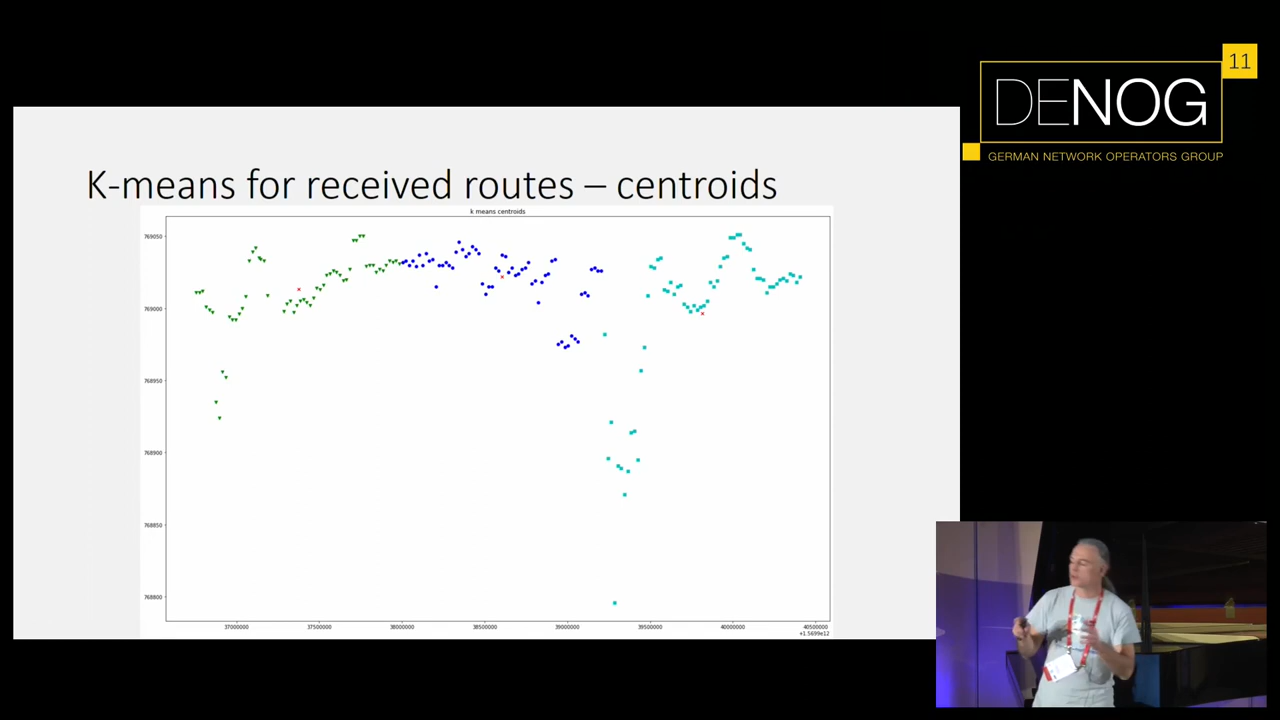 11
DENOG
GERMAN NETWORK OPERATORS GROUP
K-means for received routes – centroids
k means centroids
769050
769000
768950
768900
768850
768800
37000000 37500000 38000000 38500000 39000000 39500000 40000000 40500000
+1.5699e12